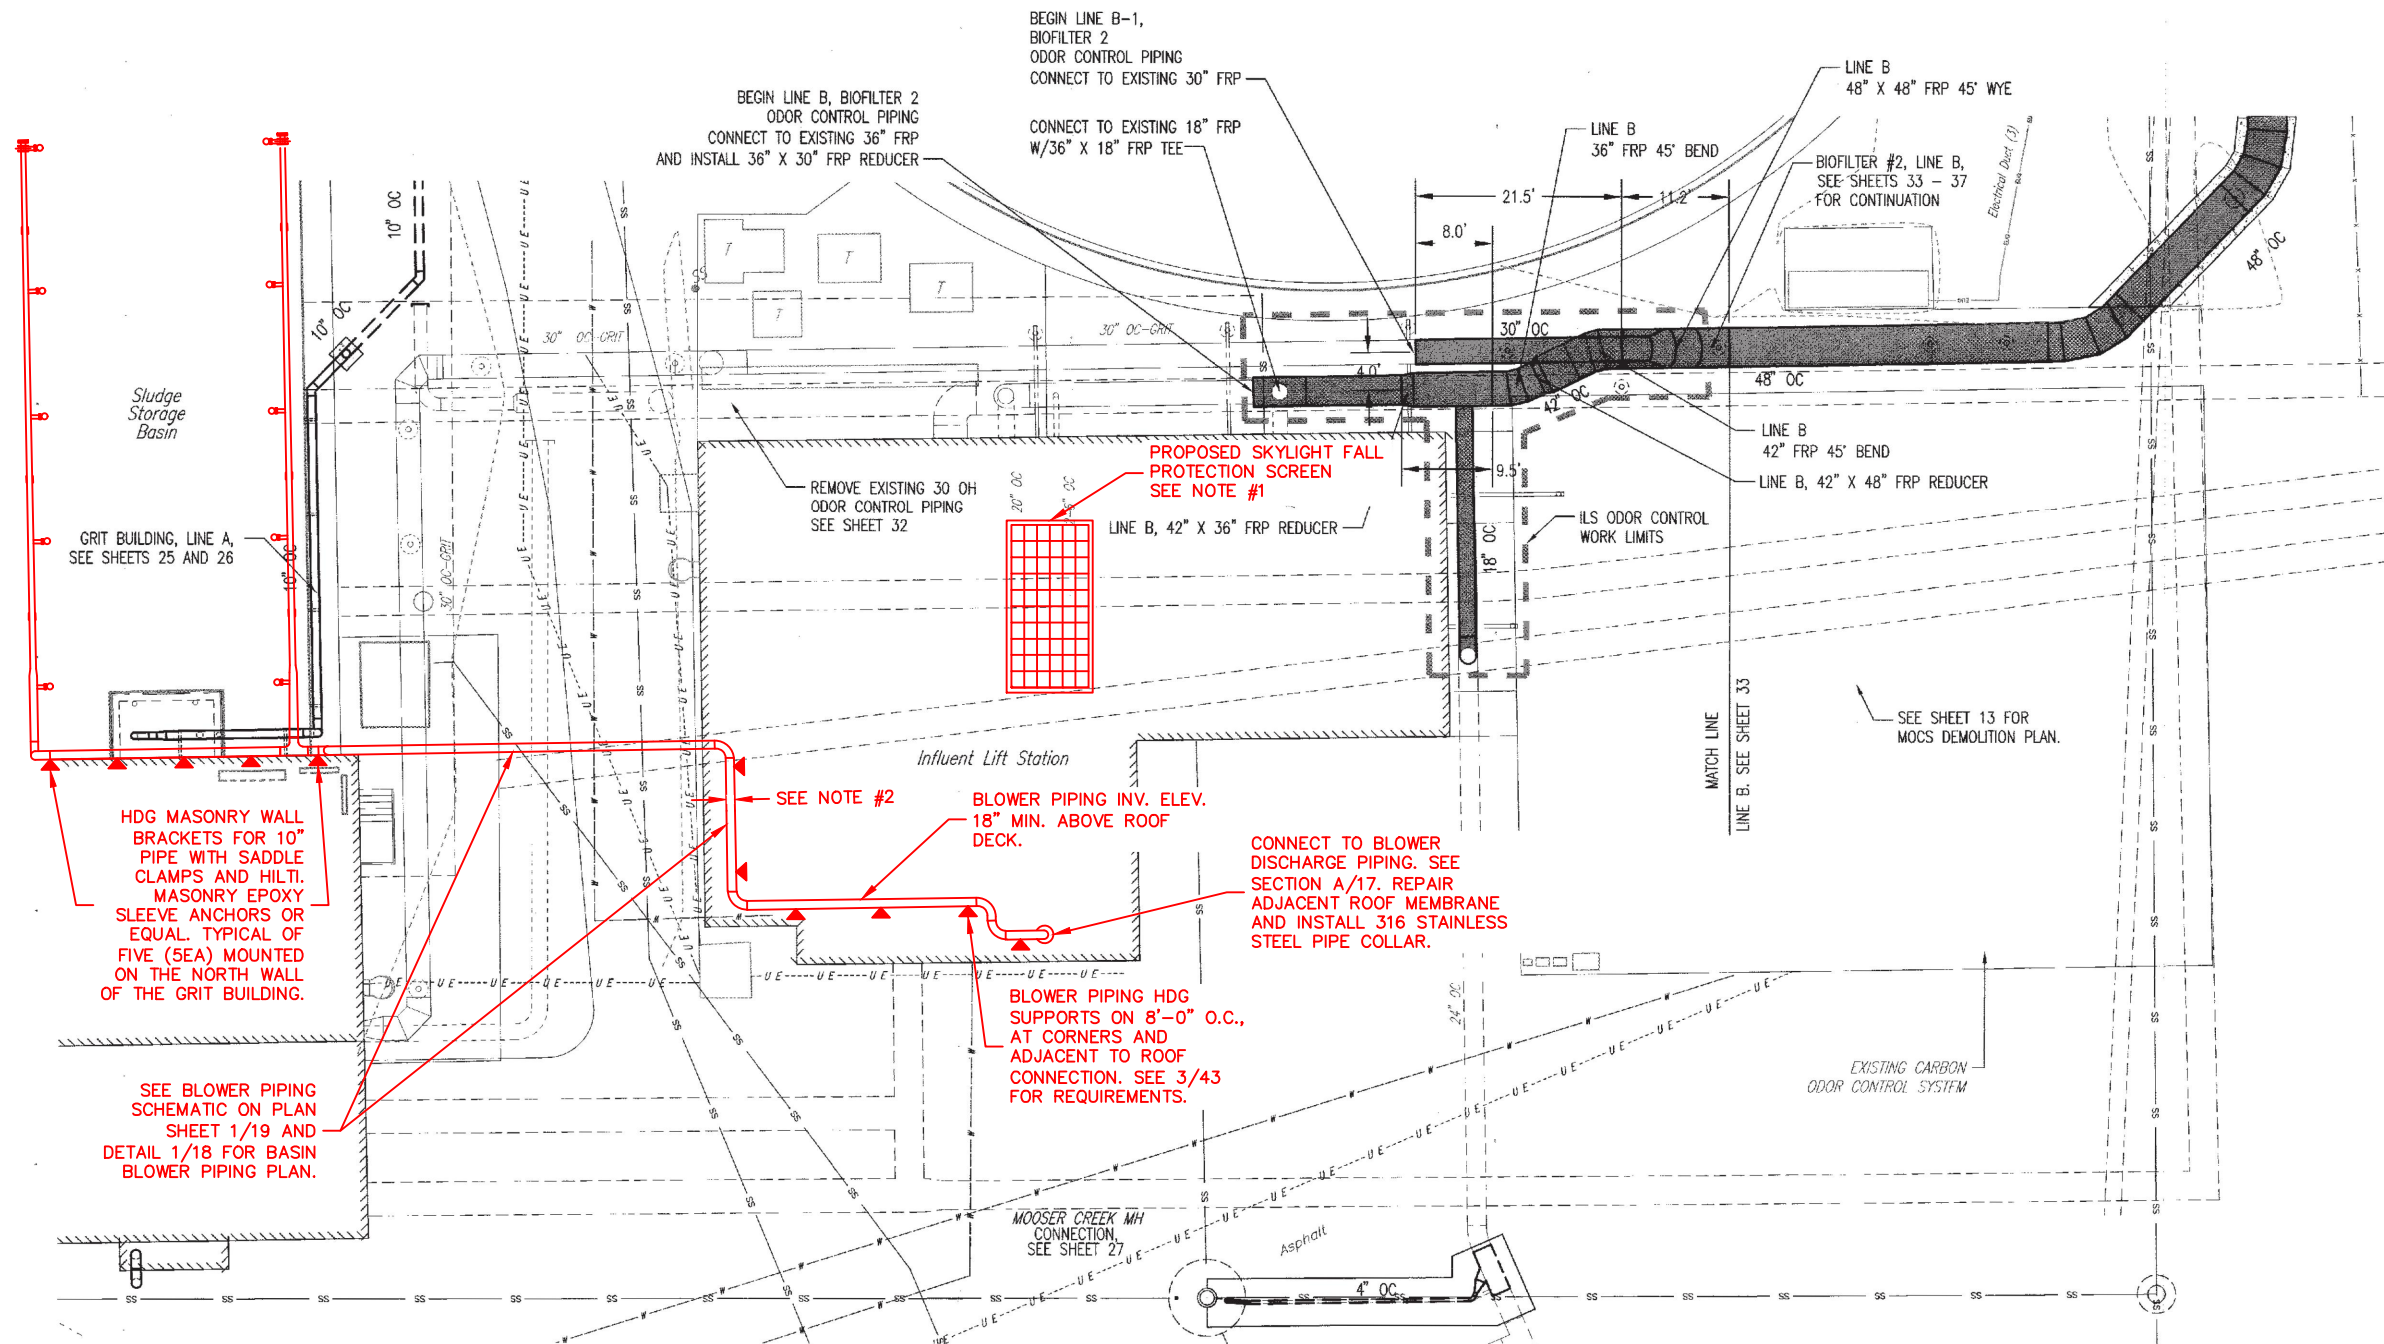 BEGIN LINE B-1,
BIOFILTER 2
ODOR CONTROL PIPING
CONNECT TO EXISTING 30" FRP
CONNECT TO EXISTING 18" FRP
W/36" X 18" FRP TEE
BEGIN LINE B, BIOFILTER 2
ODOR CONTROL PIPING
CONNECT TO EXISTING 36" FRP
AND INSTALL 36" X 30" FRP REDUCER
LINE B
48" X 48" FRP 45° WYE
LINE B
36" FRP 45° BEND
BIOFILTER #2, LINE B,
SEE SHEETS 33 - 37
FOR CONTINUATION
Electrical Duct (3)
21.5'
11.2'
8.0'
4.0'
9.5'
10" OC
10" OC
10" OC
30" OC-GRIT
30" OC-GRIT
30" OC-GRIT
30" OC
48" OC
48" OC
42" OC
T
T
T
T
Sludge
Storage
Basin
GRIT BUILDING, LINE A,
SEE SHEETS 25 AND 26
REMOVE EXISTING 30 OH
ODOR CONTROL PIPING
SEE SHEET 32
PROPOSED SKYLIGHT FALL
PROTECTION SCREEN
SEE NOTE #1
20" OC
LINE B, 42" X 36" FRP REDUCER
18" OC
LINE B
42" FRP 45° BEND
LINE B, 42" X 48" FRP REDUCER
ILS ODOR CONTROL
WORK LIMITS
MATCH LINE
LINE B. SEE SHEET 33
SEE SHEET 13 FOR
MOCS DEMOLITION PLAN.
Influent Lift Station
SEE NOTE #2
BLOWER PIPING INV. ELEV.
18" MIN. ABOVE ROOF
DECK.
HDG MASONRY WALL
BRACKETS FOR 10"
PIPE WITH SADDLE
CLAMPS AND HILTI.
MASONRY EPOXY
SLEEVE ANCHORS OR
EQUAL. TYPICAL OF
FIVE (5EA) MOUNTED
ON THE NORTH WALL
OF THE GRIT BUILDING.
CONNECT TO BLOWER
DISCHARGE PIPING. SEE
SECTION A/17. REPAIR
ADJACENT ROOF MEMBRANE
AND INSTALL 316 STAINLESS
STEEL PIPE COLLAR.
BLOWER PIPING HDG
SUPPORTS ON 8'-0" O.C.,
AT CORNERS AND
ADJACENT TO ROOF
CONNECTION. SEE 3/43
FOR REQUIREMENTS.
SEE BLOWER PIPING
SCHEMATIC ON PLAN
SHEET 1/19 AND
DETAIL 1/18 FOR BASIN
BLOWER PIPING PLAN.
24" OC
EXISTING CARBON
ODOR CONTROL SYSTEM
MOOSER CREEK MH
CONNECTION,
SEE SHEET 27
Asphalt
4" OC